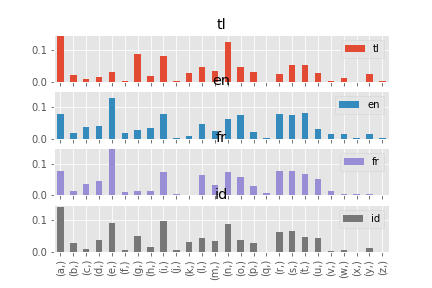 tl
0.1
0.0
tl
en
0.1
0.0
en
fr
0.1
0.0
fr
id
0.1
0.0
id
(a,) (b,) (c,) (d,) (e,) (f,) (g,) (h,) (i,) (j,) (k,) (l,) (m,) (n,) (o,) (p,) (q,) (r,) (s,) (t,) (u,) (v,) (w,) (x,) (y,) (z,)